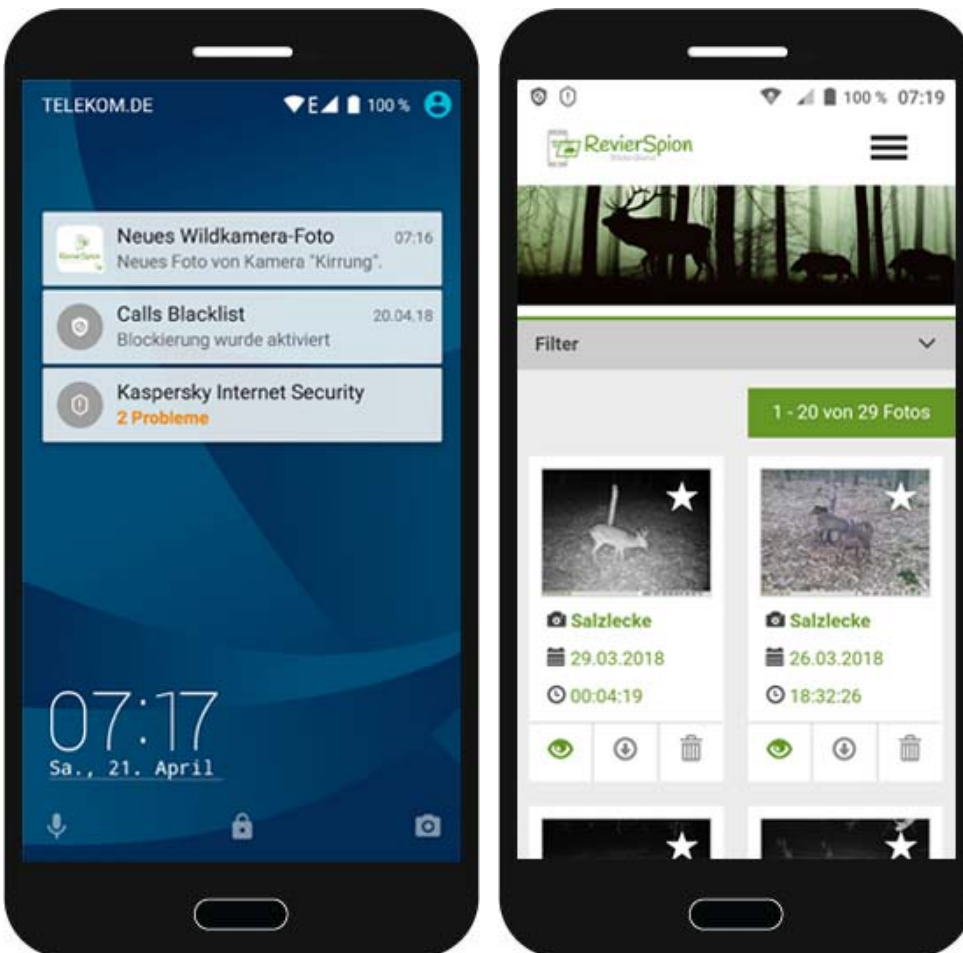 TELEKOM.DE
E
100 %
Neues Wildkamera-Foto 07:16
Neues Foto von Kamera "Kirrung".
Calls Blacklist 20.04.18
Blockierung wurde aktiviert
Kaspersky Internet Security
2 Probleme
07:17
Sa., 21. April
100 % 07:19
RevierSpion
Filter
1 - 20 von 29 Fotos
Salzlecke
29.03.2018
00:04:19
Salzlecke
26.03.2018
18:32:26